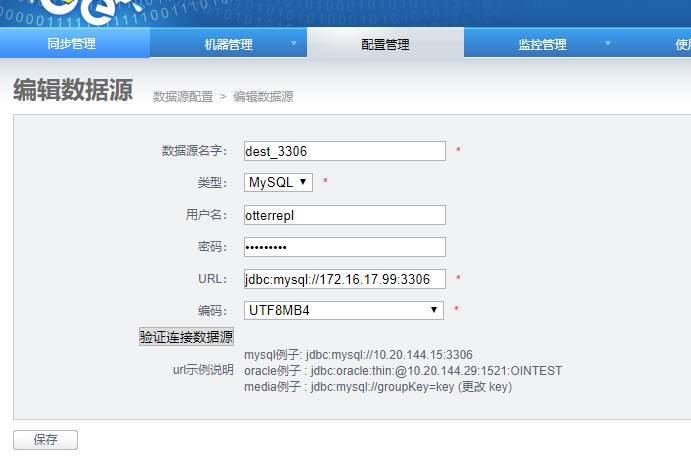 000001111
同步管理 机器管理 配置管理 监控管理 使
编辑数据源 数据源配置 > 编辑数据源
数据源名字： dest_3306 *
类型： MySQL *
用户名： otterrepl
密码： •••••••••
URL： jdbc:mysql://172.16.17.99:3306 *
编码： UTF8MB4 *
验证连接数据源
url示例说明
mysql例子: jdbc:mysql://10.20.144.15:3306
oracle例子 : jdbc:oracle:thin:@10.20.144.29:1521:OINTEST
media例子 : jdbc:mysql://groupKey=key (更改 key)
保存